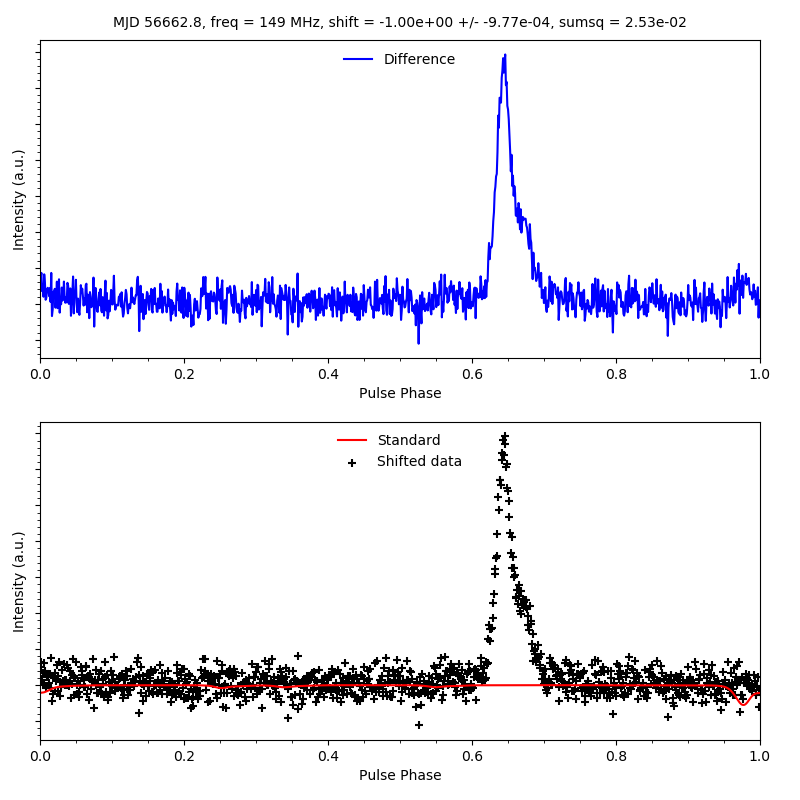 MJD 56662.8, freq = 149 MHz, shift = -1.00e+00 +/- -9.77e-04, sumsq = 2.53e-02
Difference
Intensity (a.u.)
0.0 0.2 0.4 0.6 0.8 1.0
Pulse Phase
Standard
Shifted data
Intensity (a.u.)
0.0 0.2 0.4 0.6 0.8 1.0
Pulse Phase